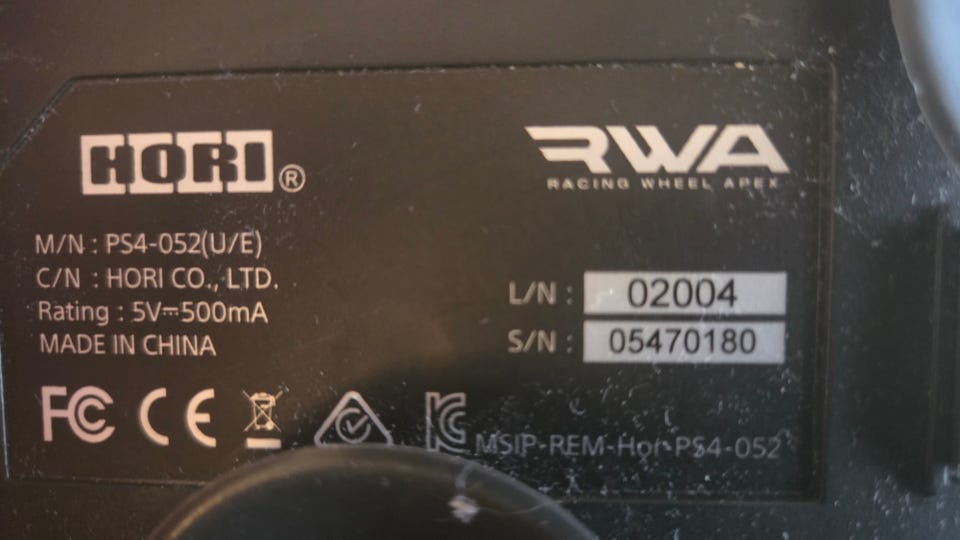 HORI®
RWA
RACING WHEEL APEX
M/N : PS4-052(U/E)
C/N : HORI CO., LTD.
Rating : 5V⎓500mA
MADE IN CHINA
L/N : 02004
S/N : 05470180
FC CE KC MSIP-REM-Hor-PS4-052